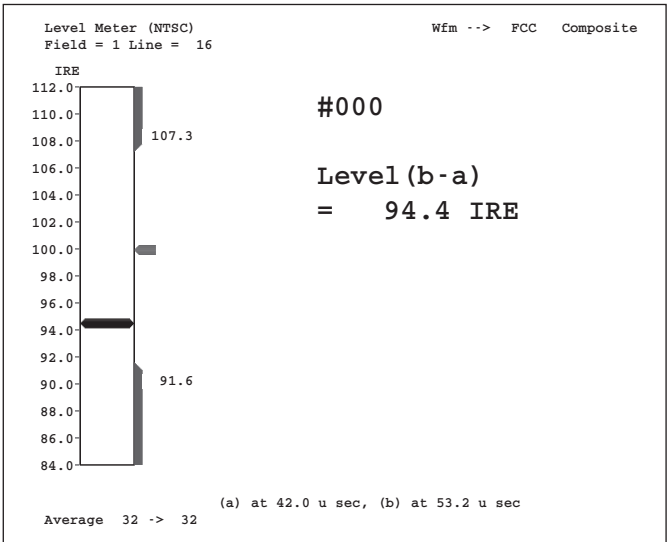 Level Meter (NTSC) Wfm --> FCC Composite
Field = 1 Line = 16
IRE
112.0
110.0
#000
108.0
107.3
106.0
Level(b-a)
104.0
= 94.4 IRE
102.0
100.0
98.0
96.0
94.0
92.0
90.0
91.6
88.0
86.0
84.0
(a) at 42.0 u sec, (b) at 53.2 u sec
Average 32 -> 32